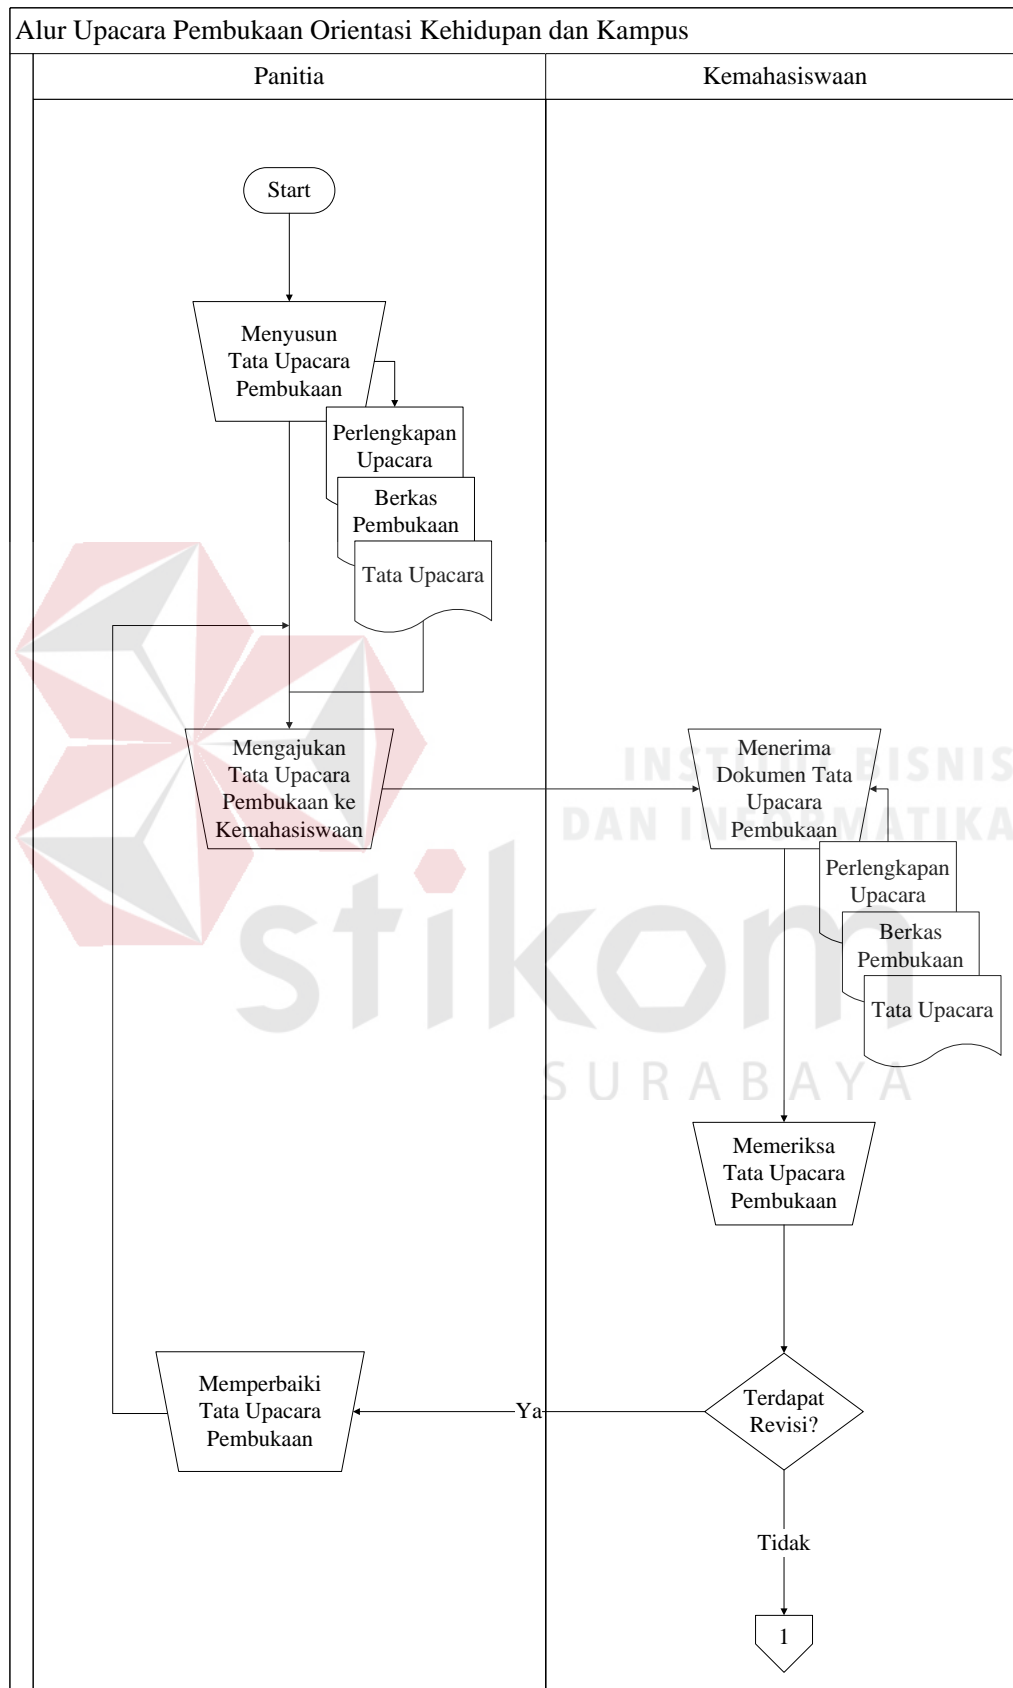 Alur Upacara Pembukaan Orientasi Kehidupan dan Kampus
Panitia
Kemahasiswaan
Start
Menyusun
Tata Upacara
Pembukaan
Perlengkapan
Upacara
Berkas
Pembukaan
Tata Upacara
Mengajukan
Tata Upacara
Pembukaan ke
Kemahasiswaan
Menerima
Dokumen Tata
Upacara
Pembukaan
Perlengkapan
Upacara
Berkas
Pembukaan
Tata Upacara
INSTITUT BISNIS
DAN INFORMATIKA
stikom
SURABAYA
Memeriksa
Tata Upacara
Pembukaan
Terdapat
Revisi?
Ya
Memperbaiki
Tata Upacara
Pembukaan
Tidak
1